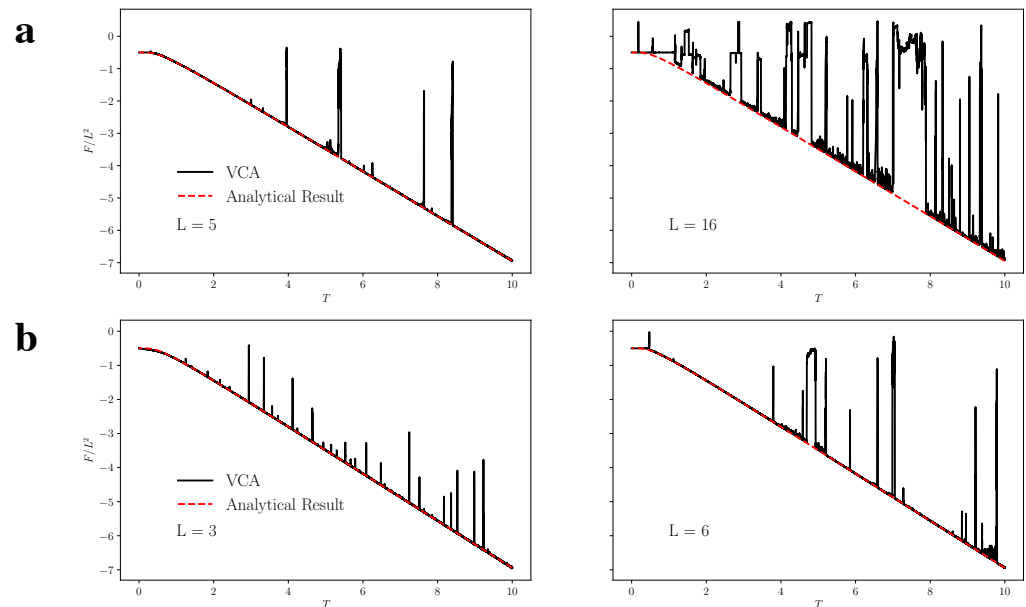 a
0
−1
−2
−3
−4
−5
−6
−7
F/L²
VCA
Analytical Result
L = 5
0 2 4 6 8 10
T
L = 16
0 2 4 6 8 10
T
b
0
−1
−2
−3
−4
−5
−6
−7
F/L²
VCA
Analytical Result
L = 3
0 2 4 6 8 10
T
L = 6
0 2 4 6 8 10
T